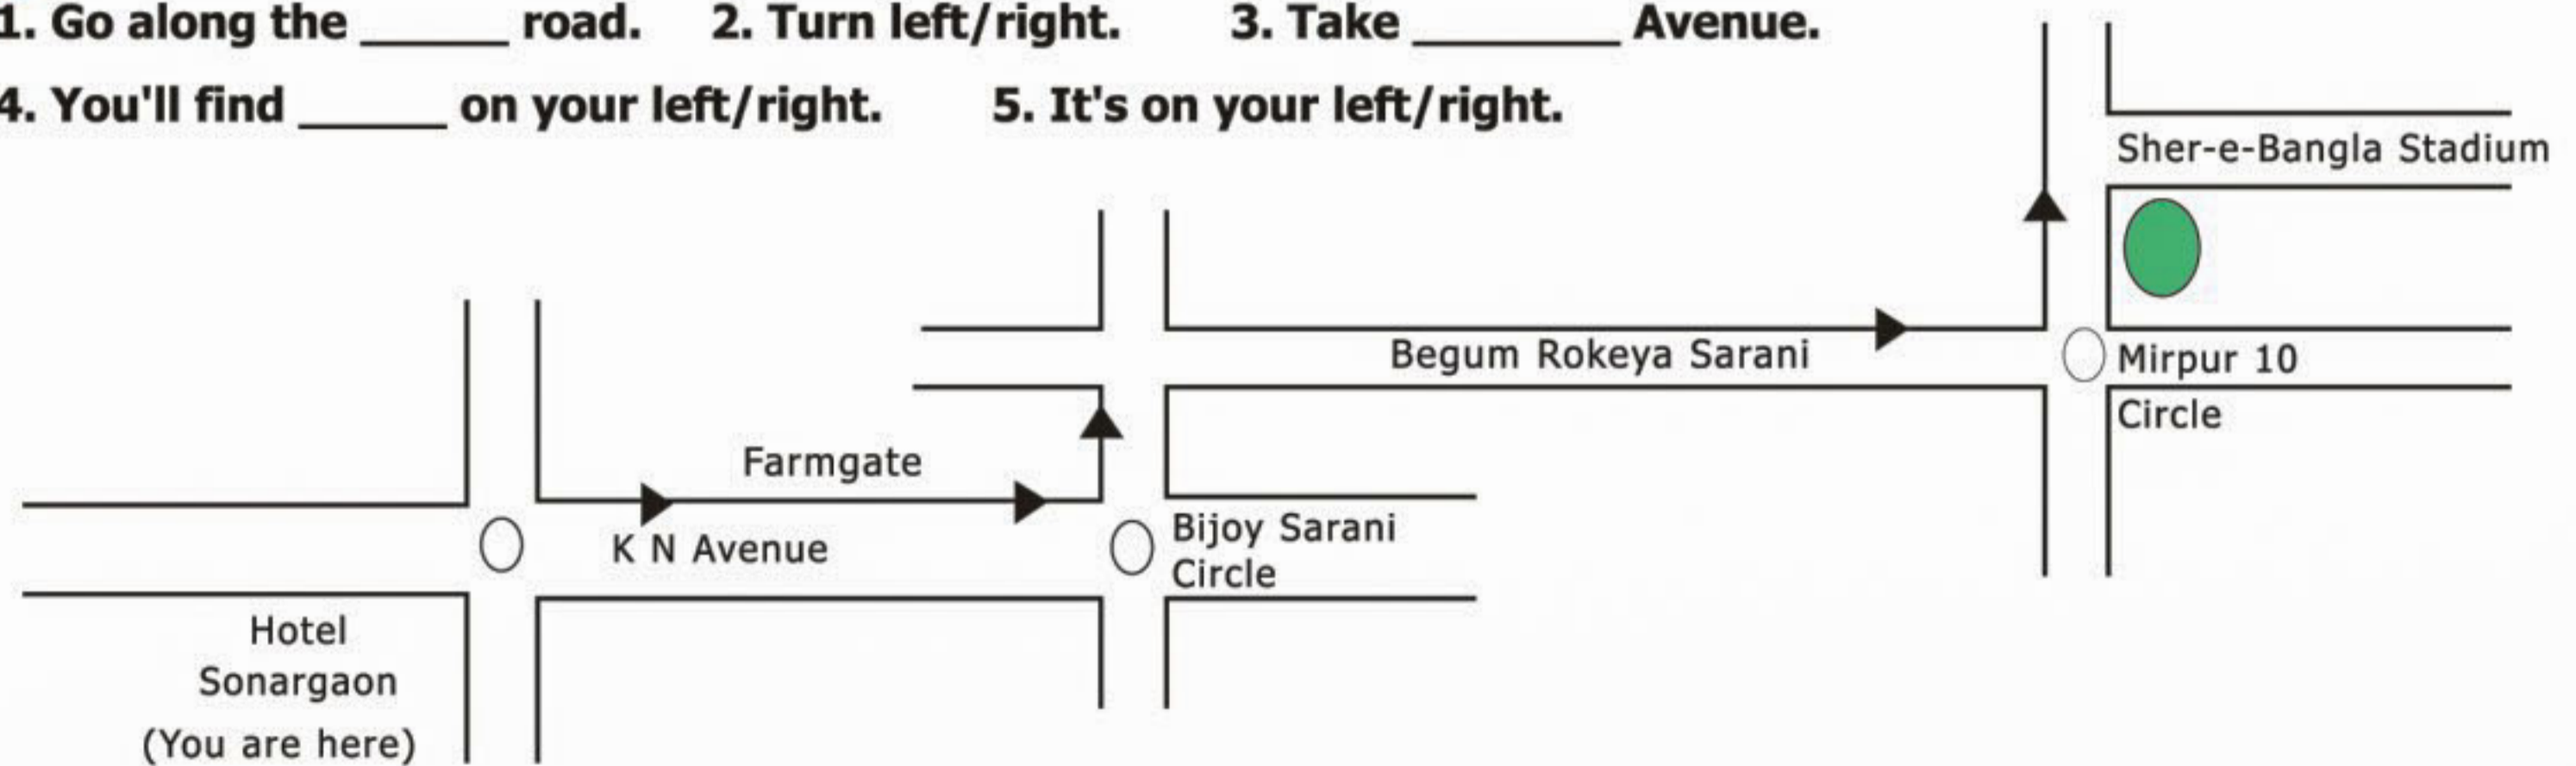 1. Go along the ______ road. 2. Turn left/right. 3. Take ________ Avenue.
4. You'll find ______ on your left/right. 5. It's on your left/right.
Sher-e-Bangla Stadium
Begum Rokeya Sarani
Mirpur 10
Circle
Farmgate
K N Avenue
Bijoy Sarani
Circle
Hotel
Sonargaon
(You are here)